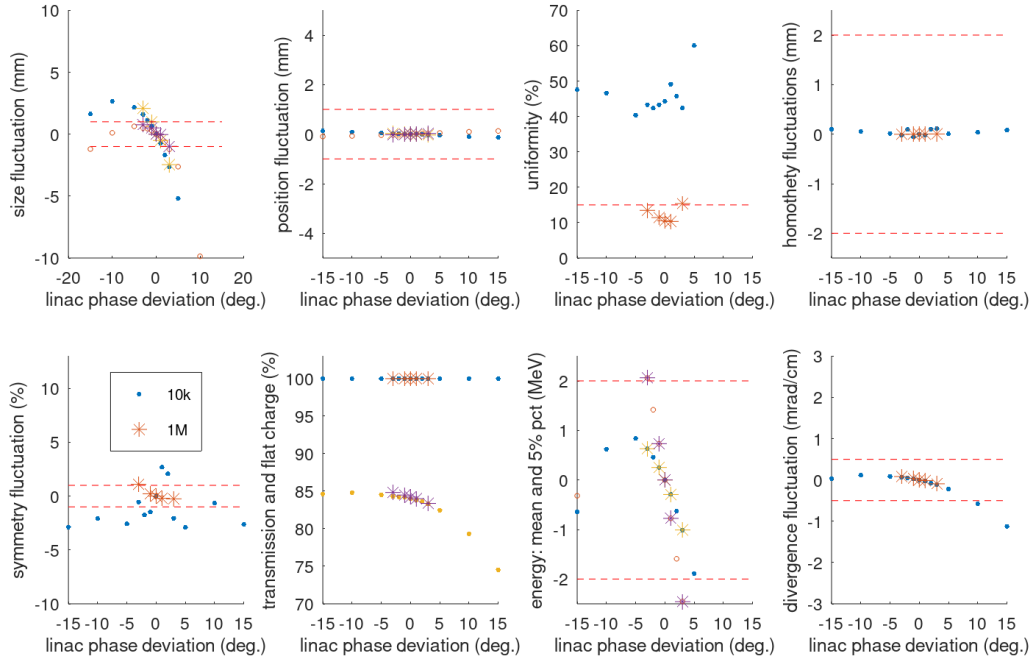 size fluctuation (mm)
10
5
0
-5
-10
-20 -10 0 10 20
linac phase deviation (deg.)
position fluctuation (mm)
4
2
0
-2
-4
-15 -10 -5 0 5 10 15
linac phase deviation (deg.)
uniformity (%)
70
60
50
40
30
20
10
0
-15 -10 -5 0 5 10 15
linac phase deviation (deg.)
homothety fluctuations (mm)
2
1
0
-1
-2
-15 -10 -5 0 5 10 15
linac phase deviation (deg.)
symmetry fluctuation (%)
10
5
0
-5
-10
10k
1M
-15 -10 -5 0 5 10 15
linac phase deviation (deg.)
transmission and flat charge (%)
100
95
90
85
80
75
70
-15 -10 -5 0 5 10 15
linac phase deviation (deg.)
energy: mean and 5% pct (MeV)
2
1
0
-1
-2
-15 -10 -5 0 5 10 15
linac phase deviation (deg.)
divergence fluctuation (mrad/cm)
3
2
1
0
-1
-2
-3
-15 -10 -5 0 5 10 15
linac phase deviation (deg.)